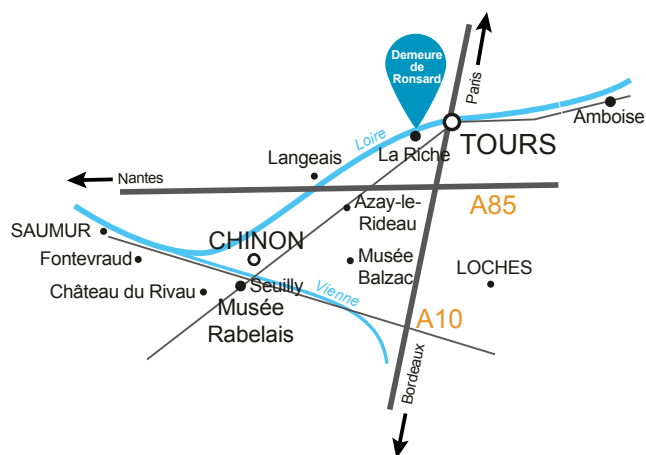 Demeure
de
Ronsard
Paris
Amboise
TOURS
La Riche
Loire
Langeais
Nantes
A85
Azay-le-
Rideau
SAUMUR
CHINON
Fontevraud
Musée
Balzac
LOCHES
Château du Rivau
Seuilly
Vienne
Musée
Rabelais
A10
Bordeaux